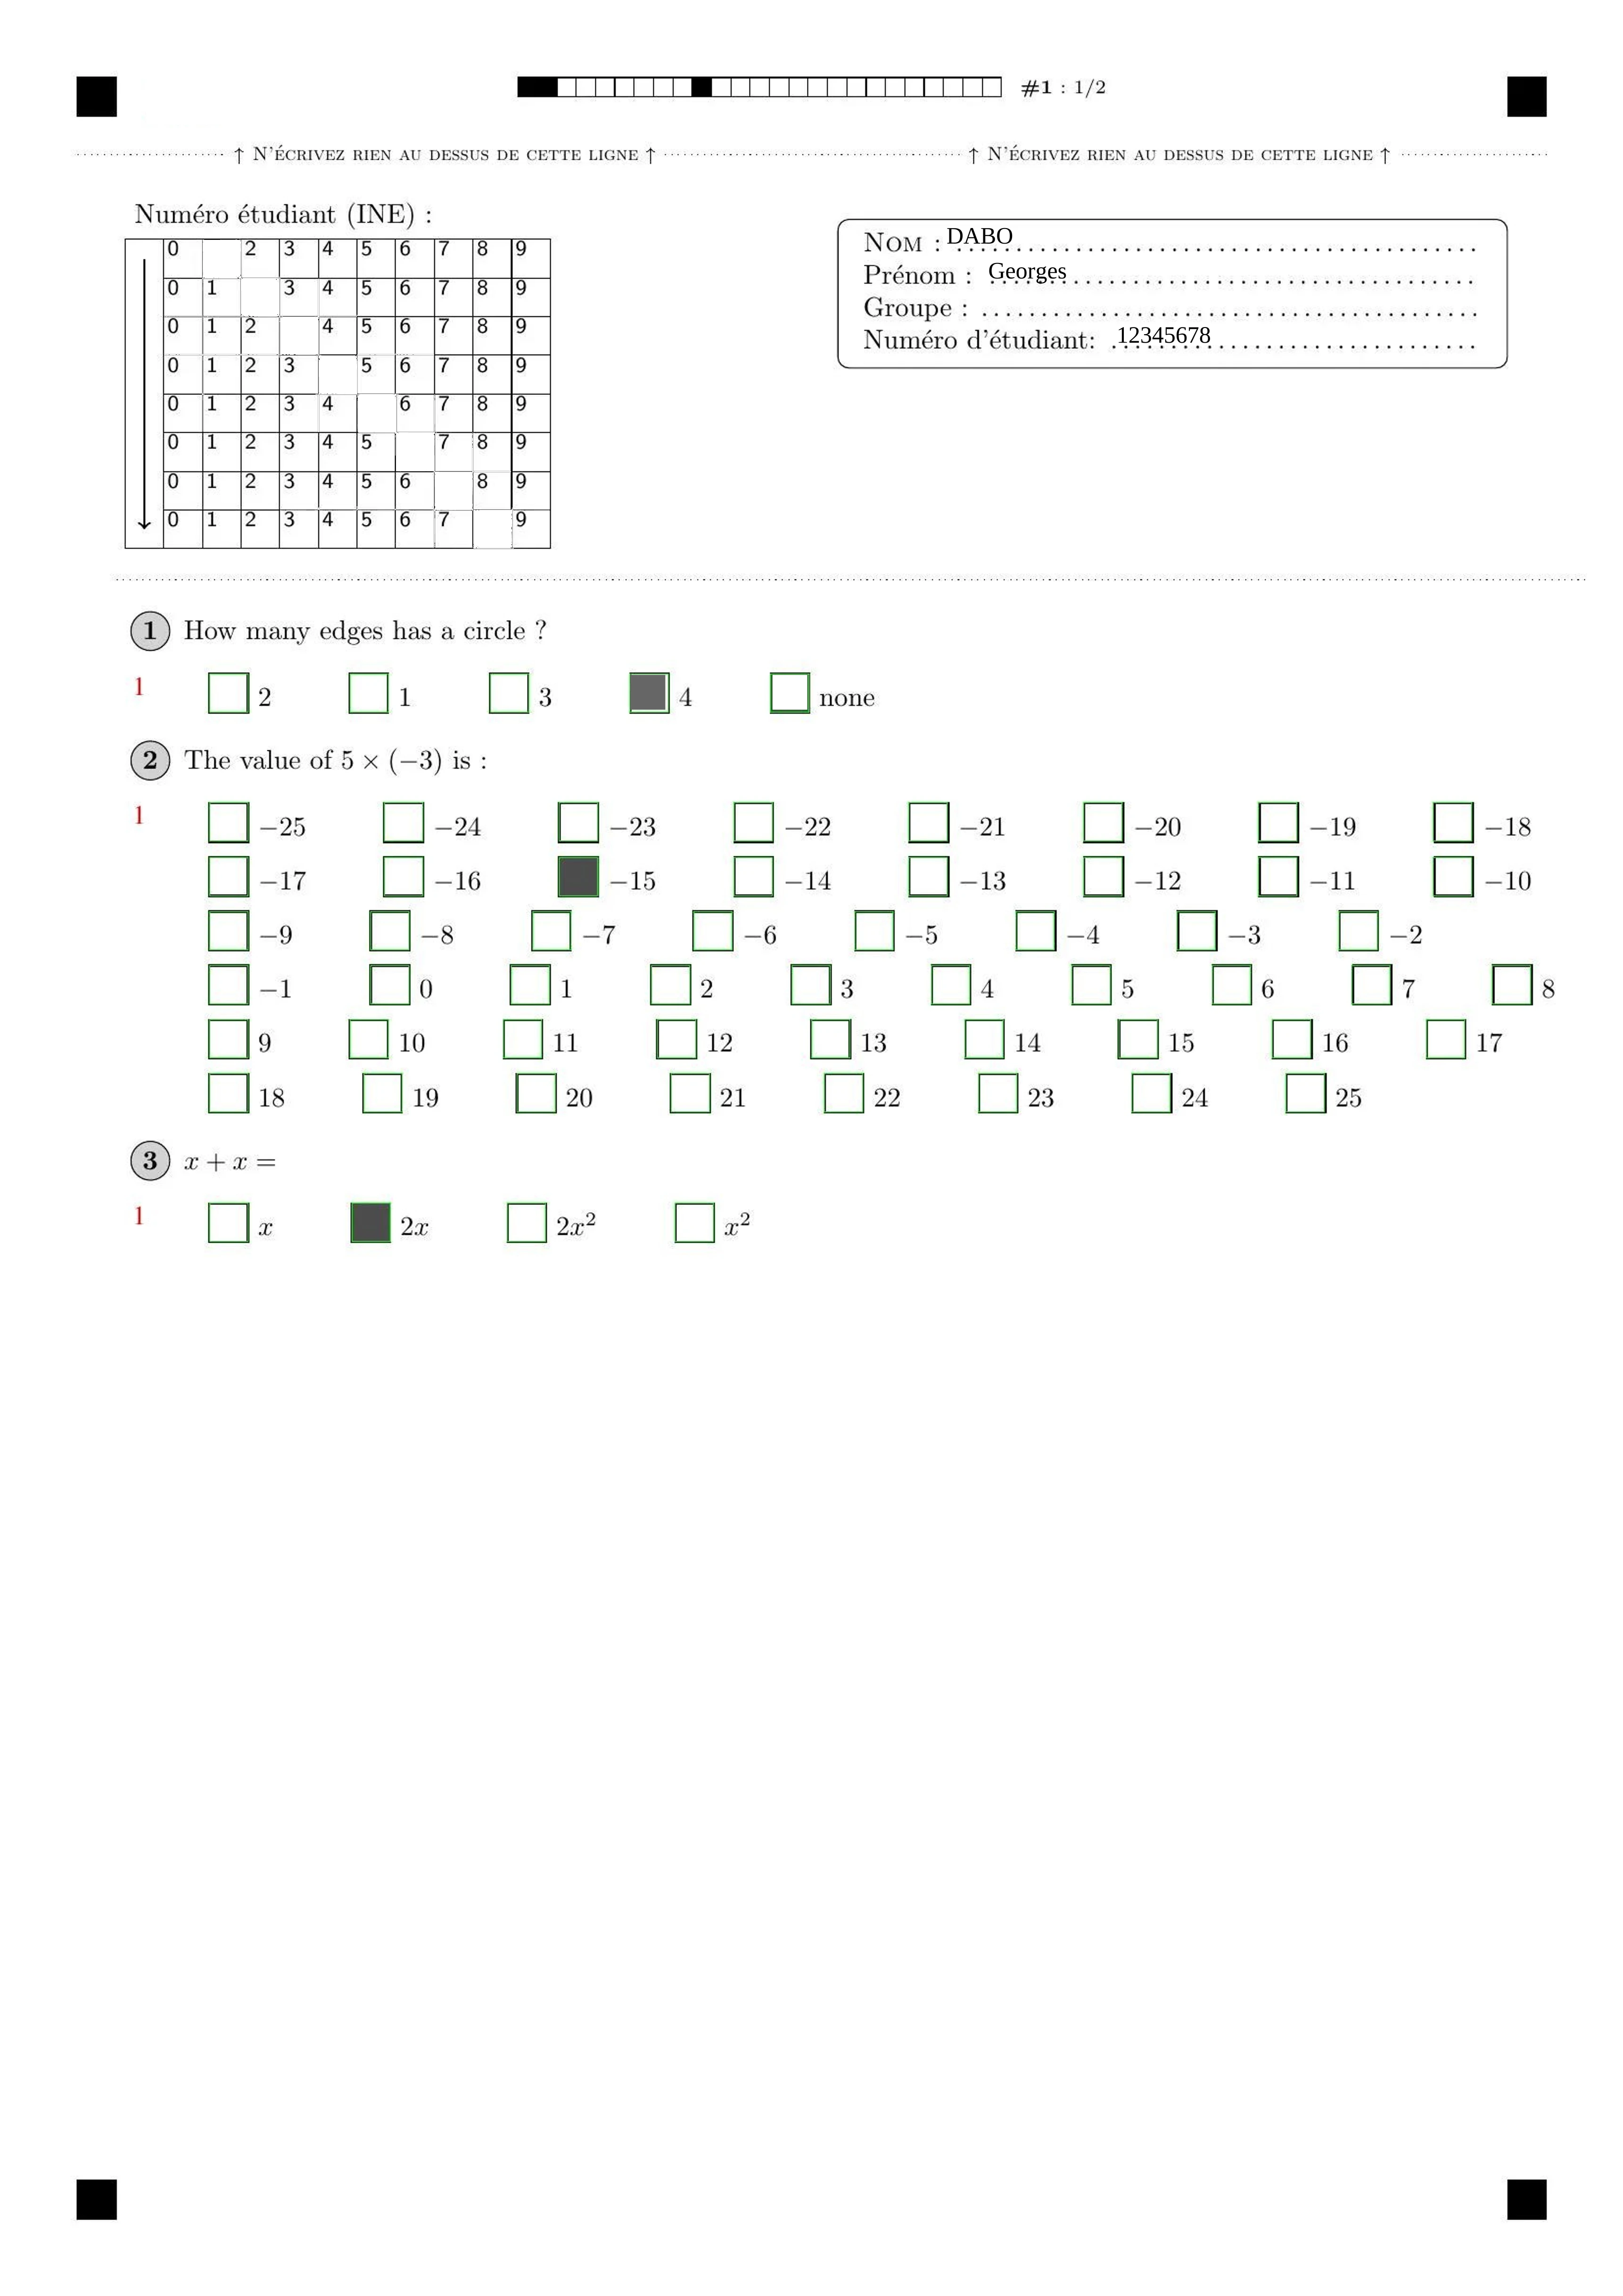 #1 : 1/2
↑ N'ÉCRIVEZ RIEN AU DESSUS DE CETTE LIGNE ↑ ↑ N'ÉCRIVEZ RIEN AU DESSUS DE CETTE LIGNE ↑
Numéro étudiant (INE) :
0 2 3 4 5 6 7 8 9
0 1 3 4 5 6 7 8 9
0 1 2 4 5 6 7 8 9
0 1 2 3 5 6 7 8 9
0 1 2 3 4 6 7 8 9
0 1 2 3 4 5 7 8 9
0 1 2 3 4 5 6 8 9
0 1 2 3 4 5 6 7 9
NOM : DABO
Prénom : Georges
Groupe :
Numéro d'étudiant: 12345678
1 How many edges has a circle ?
1 2 1 3 4 none
2 The value of 5 × (−3) is :
1 −25 −24 −23 −22 −21 −20 −19 −18
−17 −16 −15 −14 −13 −12 −11 −10
−9 −8 −7 −6 −5 −4 −3 −2
−1 0 1 2 3 4 5 6 7 8
9 10 11 12 13 14 15 16 17
18 19 20 21 22 23 24 25
3 x + x =
1 x 2x 2x² x²